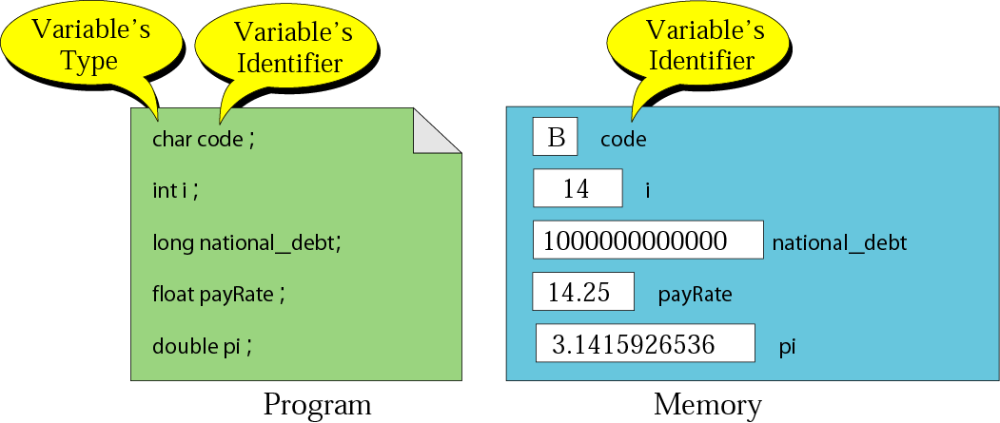 Variable's
Type
Variable's
Identifier
Variable's
Identifier
char code ;
int i ;
long national_debt;
float payRate ;
double pi ;
B code
14 i
1000000000000 national_debt
14.25 payRate
3.1415926536 pi
Program
Memory